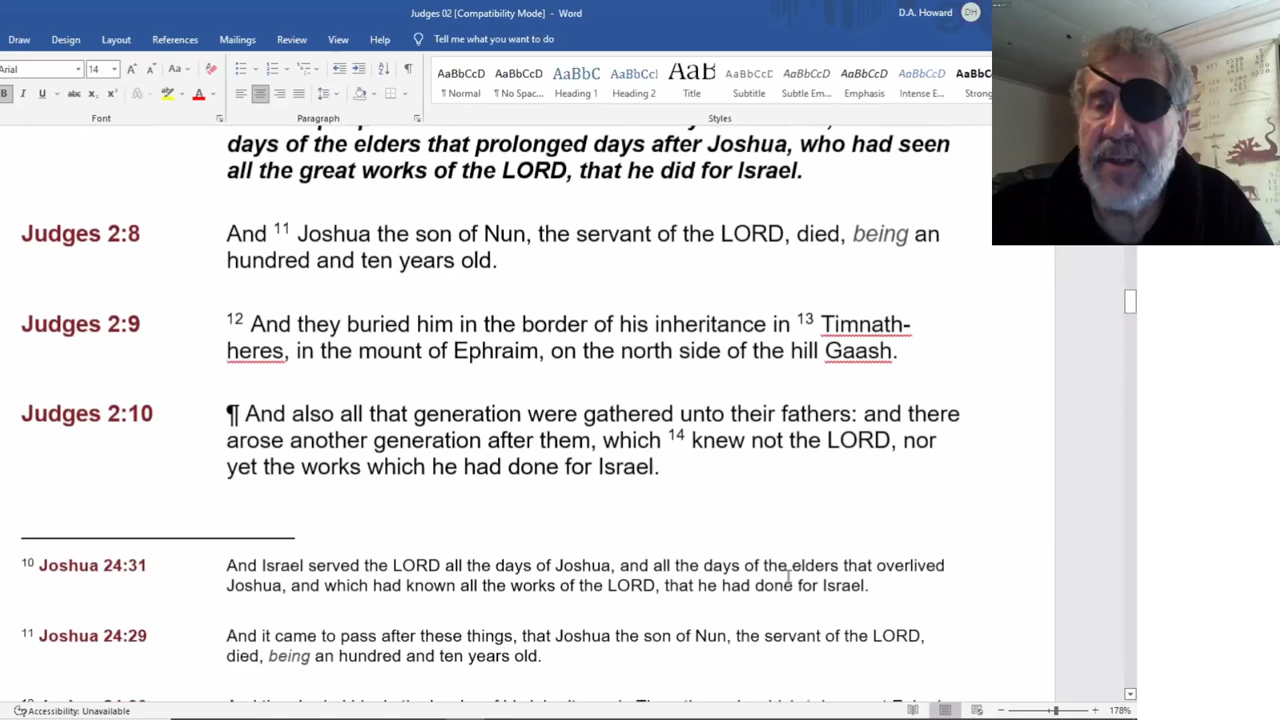 Judges 02 [Compatibility Mode] - Word
D.A. Howard DH
Draw Design Layout References Mailings Review View Help Tell me what you want to do
Arial 14 A A Aa
AaBbCcD AaBbCcD AaBbC AaBbCcI AaB AaBbCcD AaBbCcD AaBbCcD AaBbCcD AaBbCc
B I U abc x₂ x² A A
¶ Normal ¶ No Spac... Heading 1 Heading 2 Title Subtitle Subtle Em... Emphasis Intense E... Strong
Font Paragraph Styles
days of the elders that prolonged days after Joshua, who had seen
all the great works of the LORD, that he did for Israel.
Judges 2:8 And ¹¹ Joshua the son of Nun, the servant of the LORD, died, being an
hundred and ten years old.
Judges 2:9 ¹² And they buried him in the border of his inheritance in ¹³ Timnath-
heres, in the mount of Ephraim, on the north side of the hill Gaash.
Judges 2:10 ¶ And also all that generation were gathered unto their fathers: and there
arose another generation after them, which ¹⁴ knew not the LORD, nor
yet the works which he had done for Israel.
¹⁰ Joshua 24:31 And Israel served the LORD all the days of Joshua, and all the days of the elders that overlived
Joshua, and which had known all the works of the LORD, that he had done for Israel.
¹¹ Joshua 24:29 And it came to pass after these things, that Joshua the son of Nun, the servant of the LORD,
died, being an hundred and ten years old.
Accessibility: Unavailable 178%